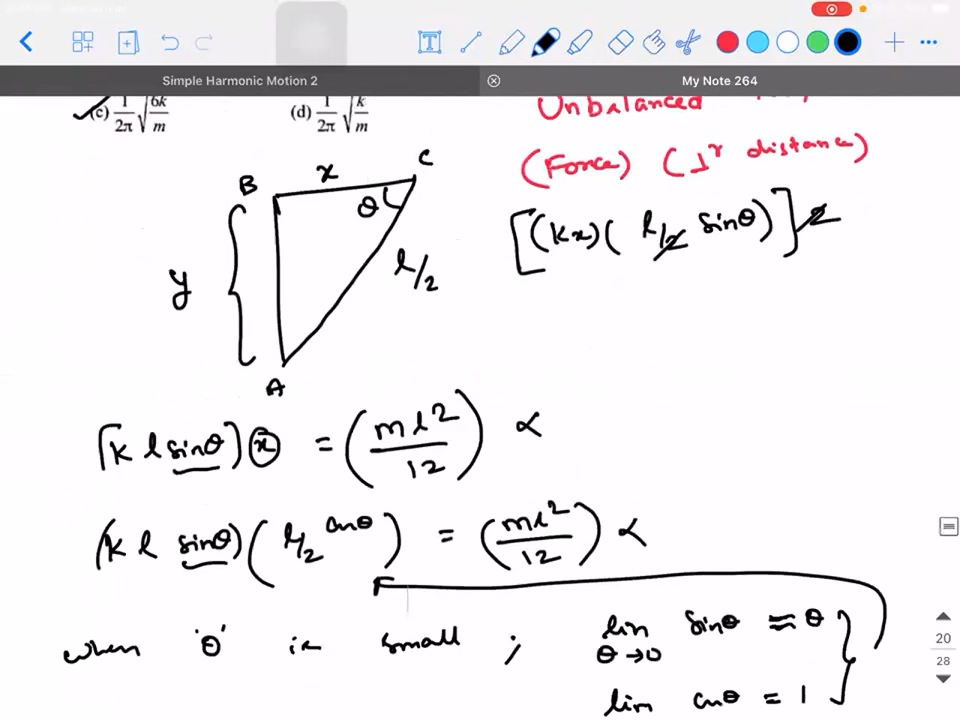 Simple Harmonic Motion 2
My Note 264
(c) 1/2π √6k/m
(d) 1/2π √k/m
Unbalanced
(Force) (⊥r distance)
[(kx)( l/2 sinθ)]2
B x C
θ
y
l/2
A
(k l sinθ)x = (ml²/12) α
(k l sinθ)(l/2 cosθ) = (ml²/12) α
when 'θ' is small ; lim θ→0 sinθ ≈ θ
lim cosθ = 1
20
28